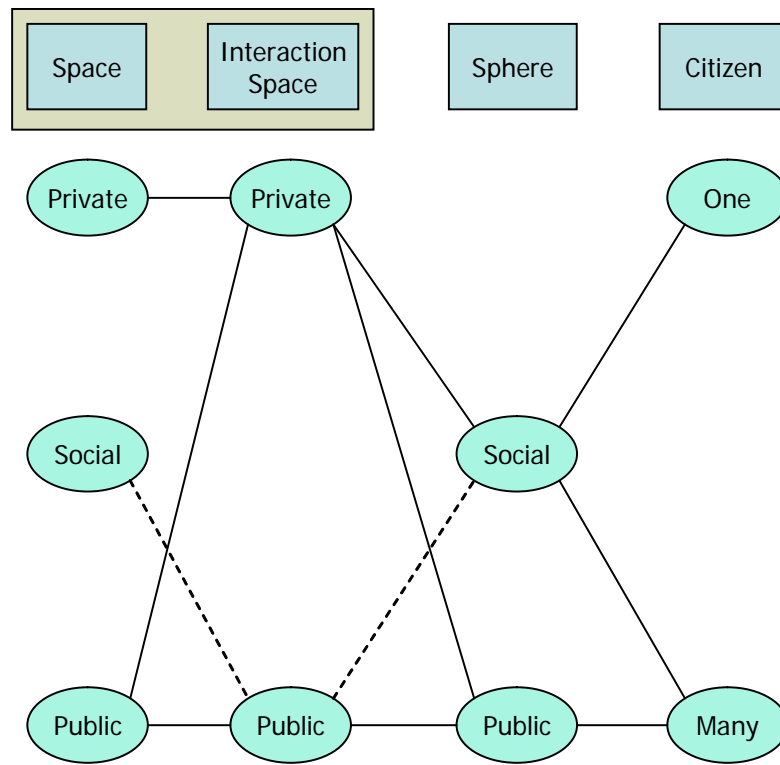 Space
Interaction
Space
Sphere
Citizen
Private
Private
One
Social
Social
Public
Public
Public
Many